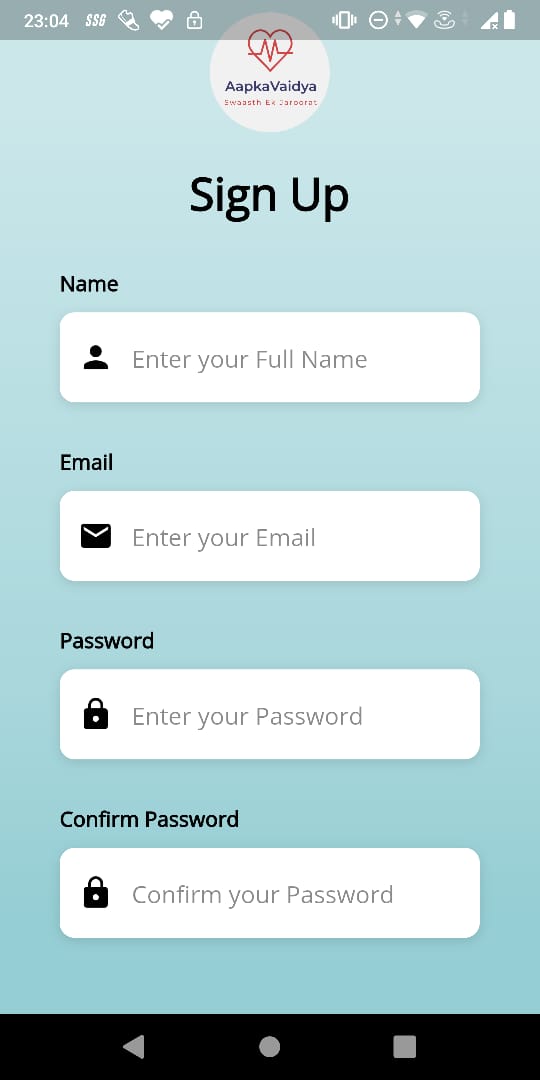 23:04 SSG
AapkaVaidya
Swaasth Ek Jaroorat
Sign Up
Name
Enter your Full Name
Email
Enter your Email
Password
Enter your Password
Confirm Password
Confirm your Password